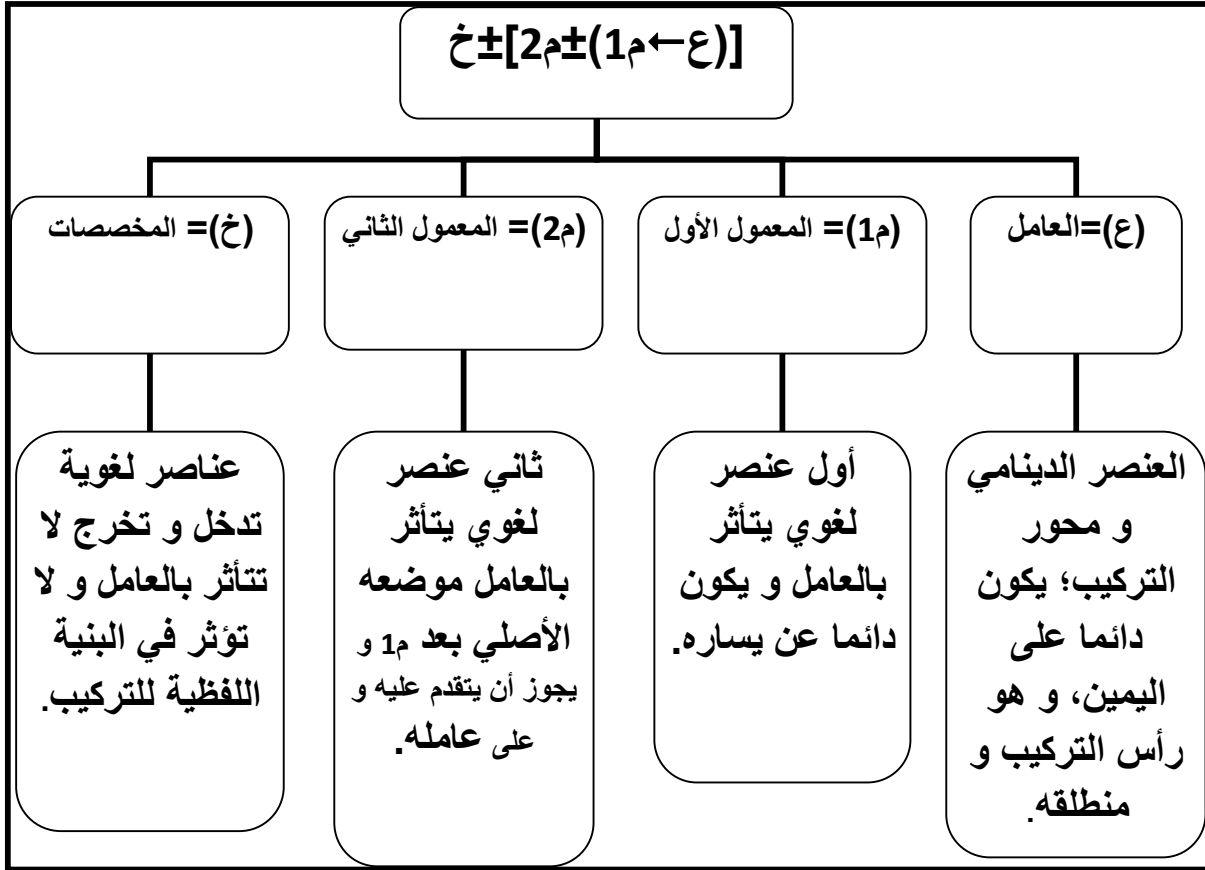 [(ع←م1)±م2]±خ
(ع)=العامل
(م1)= المعمول الأول
(م2)= المعمول الثاني
(خ)= المخصصات
العنصر الدينامي
و محور
التركيب؛ يكون
دائما على
اليمين، و هو
رأس التركيب و
منطلقه.
أول عنصر
لغوي يتأثر
بالعامل و يكون
دائما عن يساره.
ثاني عنصر
لغوي يتأثر
بالعامل موضعه
الأصلي بعد م1 و
يجوز أن يتقدم عليه و
على عامله.
عناصر لغوية
تدخل و تخرج لا
تتأثر بالعامل و لا
تؤثر في البنية
اللفظية للتركيب.